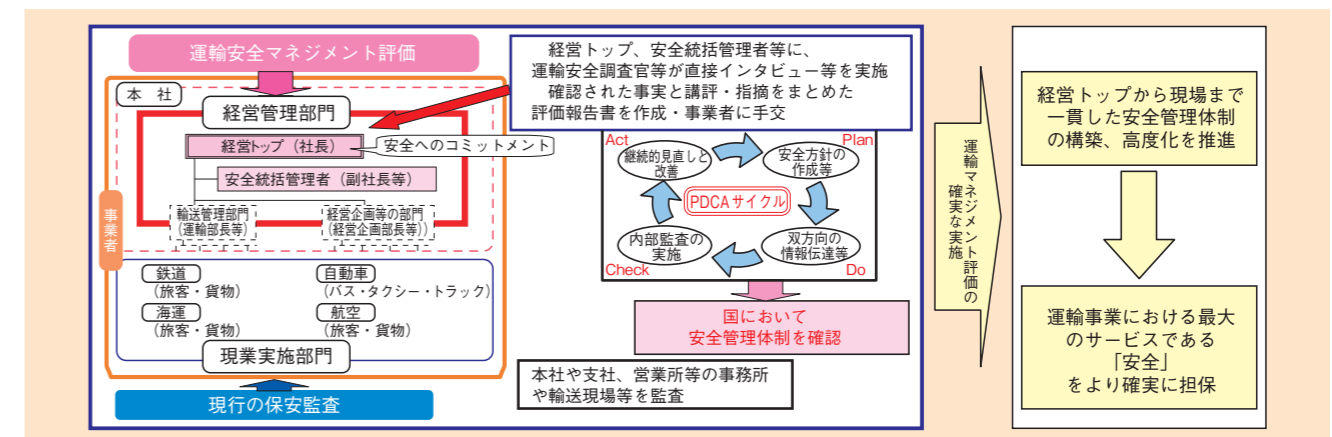 運輸安全マネジメント評価
本 社
経営管理部門
経営トップ（社長）
安全へのコミットメント
安全統括管理者（副社長等）
輸送管理部門
（運輸部長等）
経営企画等の部門
（経営企画部長等））
事業者
鉄道
（旅客・貨物）
自動車
（バス・タクシー・トラック）
海運
（旅客・貨物）
航空
（旅客・貨物）
現業実施部門
現行の保安監査
経営トップ、安全統括管理者等に、
運輸安全調査官等が直接インタビュー等を実施
確認された事実と講評・指摘をまとめた
評価報告書を作成・事業者に手交
Act
Plan
継続的見直しと
改善
安全方針の
作成等
PDCAサイクル
内部監査の
実施
双方向の
情報伝達等
Check
Do
国において
安全管理体制を確認
本社や支社、営業所等の事務所
や輸送現場等を監査
運輸マネジメント評価の
確実な実施
経営トップから現場まで
一貫した安全管理体制
の構築、高度化を推進
運輸事業における最大
のサービスである
「安全」
をより確実に担保